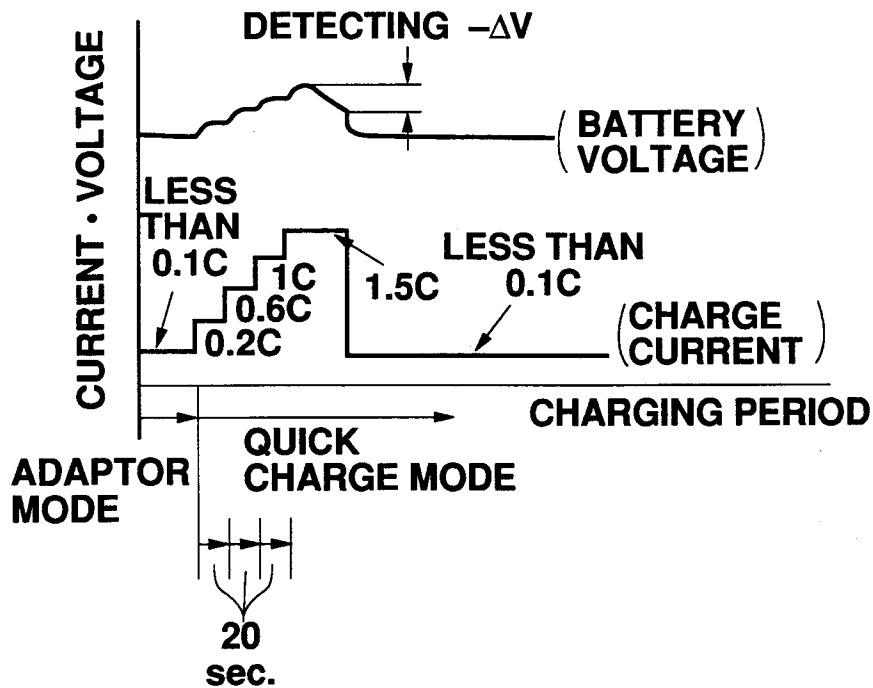 DETECTING –ΔV
CURRENT · VOLTAGE
(BATTERY
VOLTAGE)
LESS
THAN
0.1C
LESS THAN
0.1C
1.5C
1C
0.6C
0.2C
(CHARGE
CURRENT)
CHARGING PERIOD
QUICK
CHARGE MODE
ADAPTOR
MODE
20
sec.